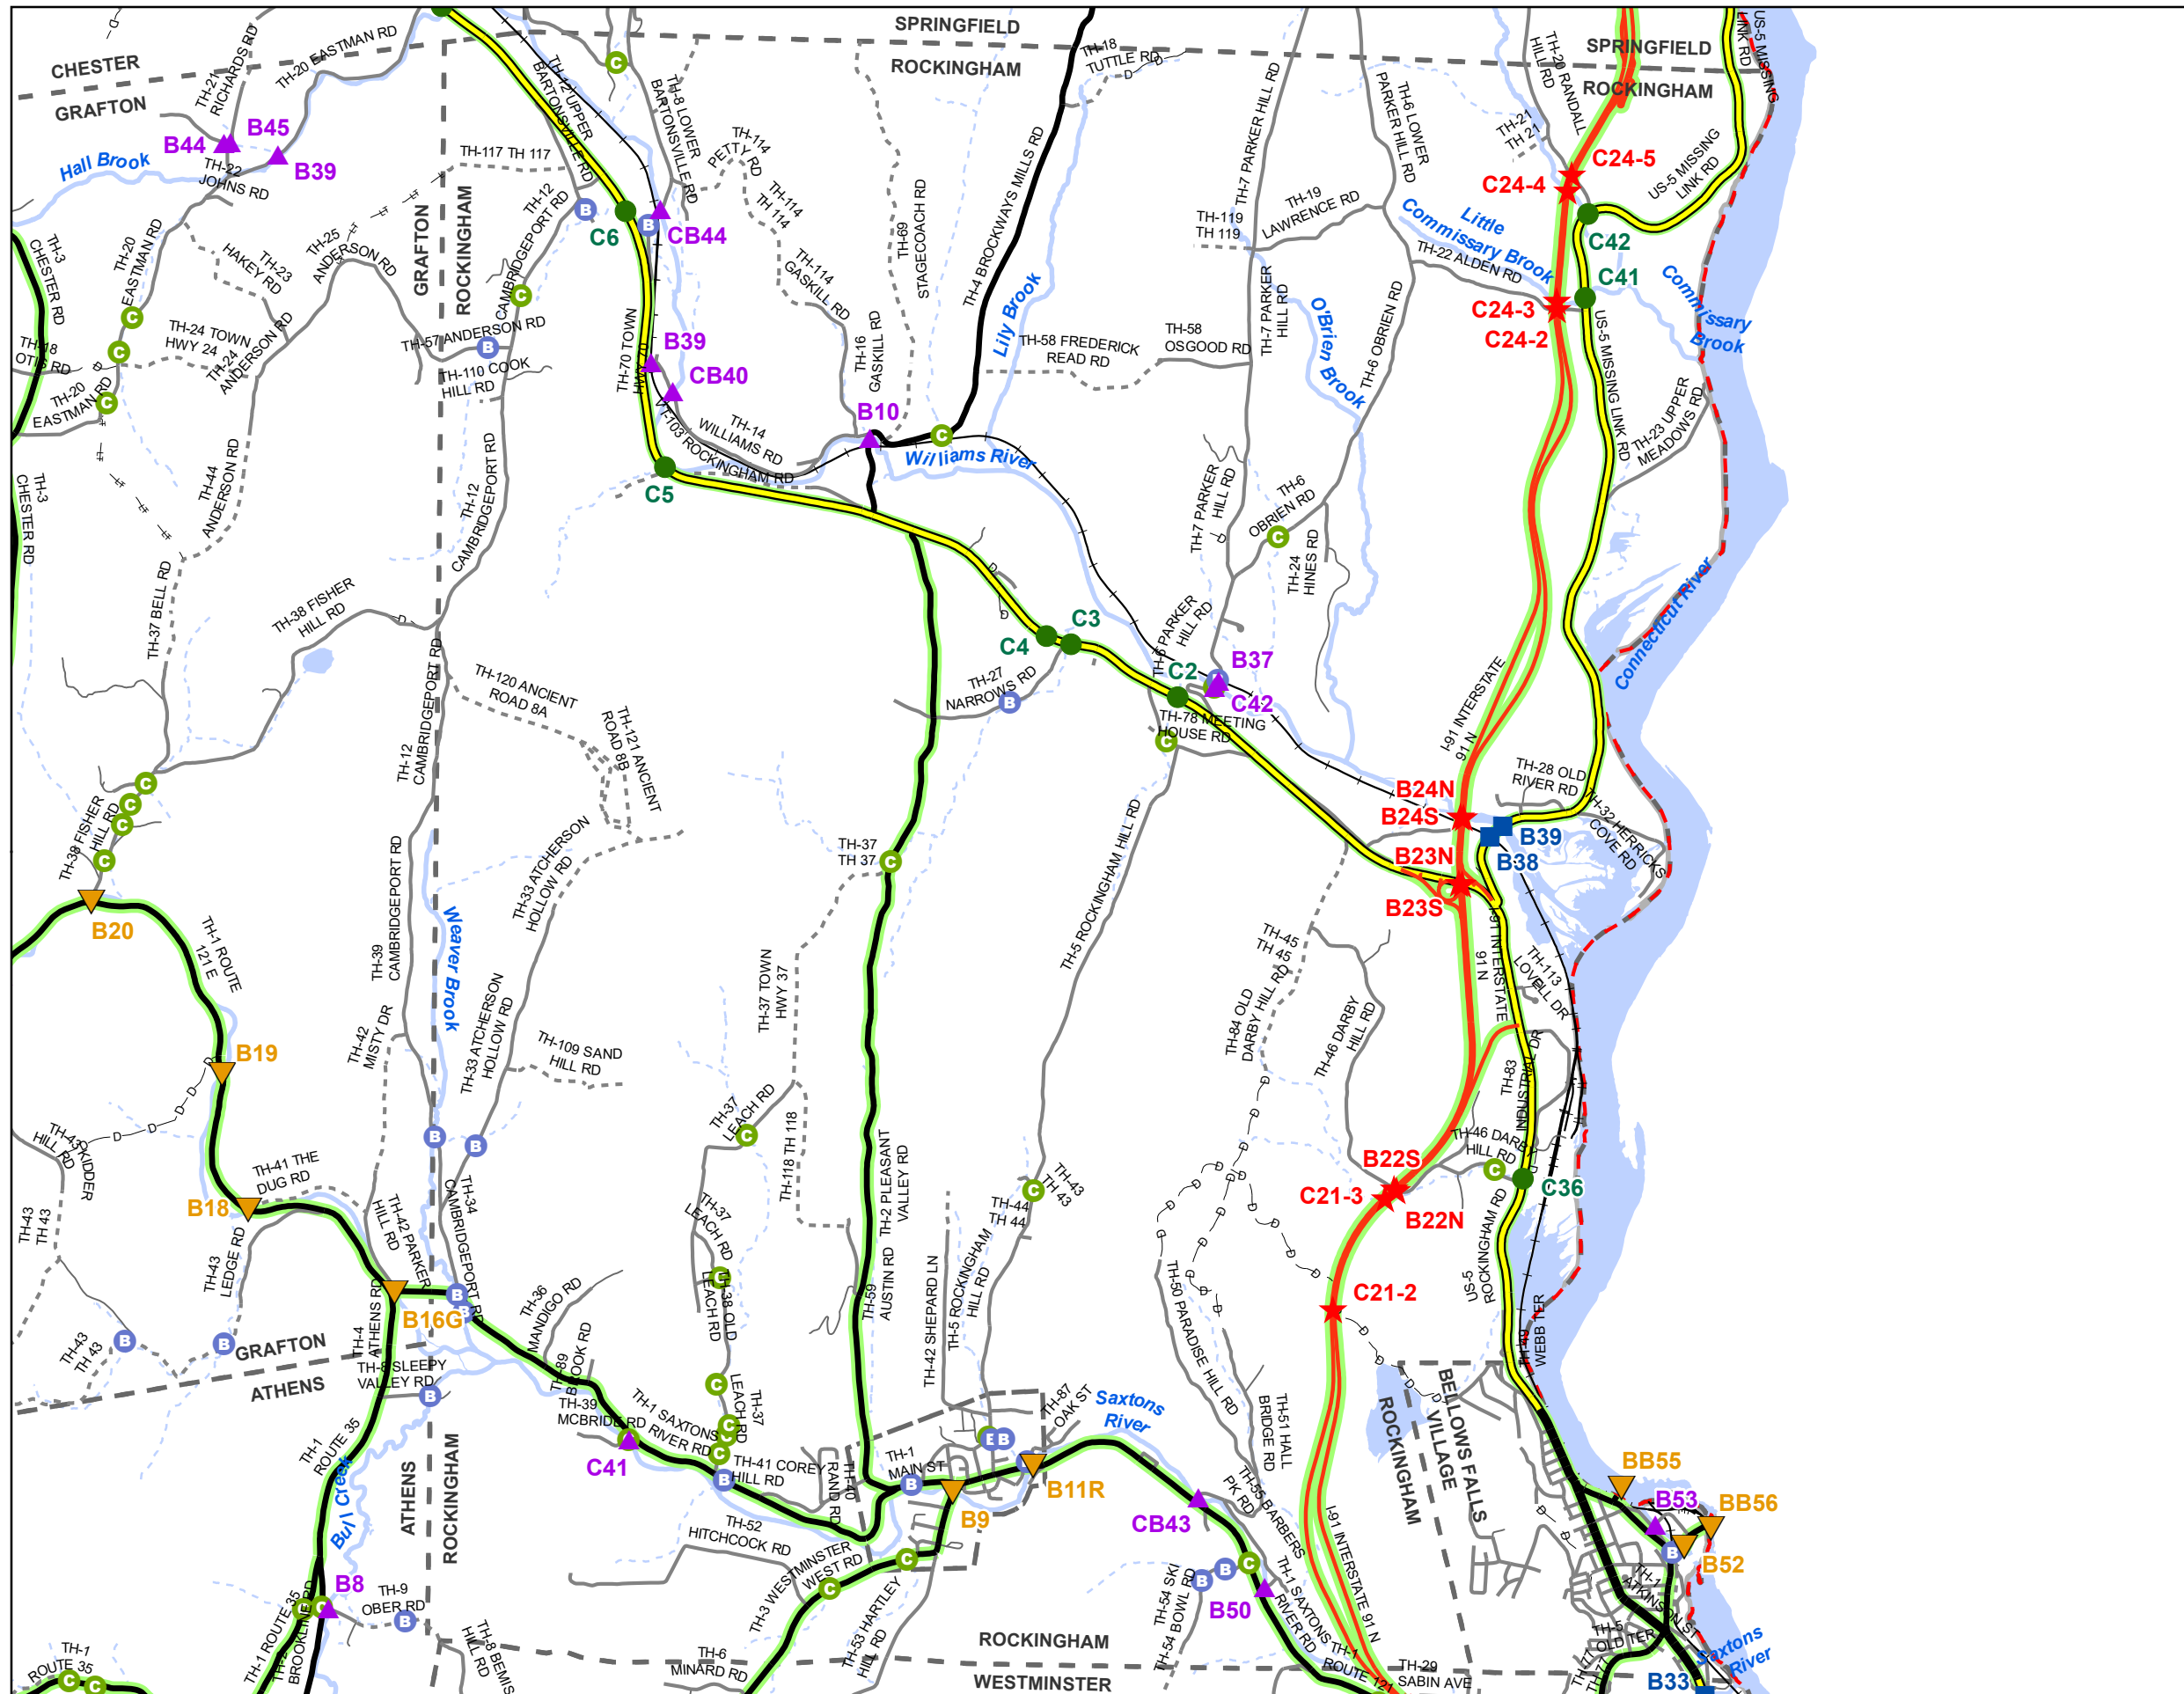 SPRINGFIELD
ROCKINGHAM
CHESTER
GRAFTON
TH-21
RICHARDS RD
TH-20 EASTMAN RD
B44
B45
B39
TH-22
JOHNS RD
Hall Brook
TH-12 UPPER
BARTONSVILLE RD
TH-8 LOWER
BARTONSVILLE RD
C
TH-18
TUTTLE RD
TH-117 TH 117
TH-114
PETTY RD
TH-114
TH 114
TH-114
GASKILL RD
TH-69
STAGECOACH RD
TH-4 BROCKWAYS MILLS RD
Lily Brook
TH-7 PARKER HILL RD
TH-6 LOWER
PARKER HILL RD
TH-20 RANDALL
HILL RD
SPRINGFIELD
ROCKINGHAM
US-5 MISSING
LINK RD
TH-21
TH 21
C24-5
C24-4
US-5 MISSING
LINK RD
C42
C41
TH-19
LAWRENCE RD
TH-119
TH 119
Little
Commissary Brook
TH-22 ALDEN RD
C24-3
C24-2
Commissary
Brook
TH-3
CHESTER RD
TH-20
EASTMAN RD
TH-23
HAKEY RD
TH-25
ANDERSON RD
GRAFTON
ROCKINGHAM
TH-12
CAMBRIDGEPORT RD
B
C6
B
CB44
TH-18
OTIS RD
TH-24 TOWN
HWY 24
TH-24
ANDERSON RD
TH-57 ANDERSON RD
TH-110 COOK
HILL RD
TH-20
EASTMAN RD
TH-70 TOWN
HWY 70
B39
CB40
TH-14
WILLIAMS RD
VT-103 ROCKINGHAM RD
C5
TH-16
GASKILL RD
B10
Williams River
TH-58 FREDERICK
READ RD
TH-58
OSGOOD RD
TH-7 PARKER
HILL RD
O'Brien Brook
TH-6 OBRIEN RD
US-5 MISSING LINK RD
TH-23 UPPER
MEADOWS RD
TH-3
CHESTER RD
TH-44
ANDERSON RD
TH-12
CAMBRIDGEPORT RD
TH-7 PARKER
HILL RD
TH-6
OBRIEN RD
TH-24
HINES RD
TH-37 BELL RD
TH-38 FISHER
HILL RD
C4
C3
TH-6 PARKER
HILL RD
C2
B37
C42
TH-27
NARROWS RD
TH-78 MEETING
HOUSE RD
Connecticut River
I-91 INTERSTATE
91 N
TH-120 ANCIENT
ROAD 8A
TH-121 ANCIENT
ROAD 8B
TH-12
CAMBRIDGEPORT RD
TH-38 FISHER
HILL RD
TH-28 OLD
RIVER RD
TH-32 HERRICKS
COVE RD
B24N
B24S
B39
B38
B23N
B23S
TH-37
TH 37
TH-5 ROCKINGHAM HILL RD
TH-33 ATCHERSON
HOLLOW RD
B20
TH-1 ROUTE
121 E
TH-39
CAMBRIDGEPORT RD
Weaver Brook
TH-37 TOWN
HWY 37
TH-45
TH 45
I-91 INTERSTATE
91 N
TH-113
LOVELL DR
TH-84 OLD
DARBY HILL RD
TH-46 DARBY
HILL RD
TH-42
MISTY DR
TH-33 ATCHERSON
HOLLOW RD
TH-109 SAND
HILL RD
B19
TH-83
INDUSTRIAL DR
TH-46 DARBY
HILL RD
TH-43 KIDDER
HILL RD
TH-41 THE
DUG RD
B18
TH-43
TH 43
TH-43
LEDGE RD
TH-42 PARKER
HILL RD
TH-34
CAMBRIDGEPORT RD
TH-37
LEACH RD
TH-118 TH 118
TH-2 PLEASANT
VALLEY RD
TH-37
LEACH RD
TH-43
TH 43
TH-44
TH 44
B22S
C21-3
B22N
C36
US-5
ROCKINGHAM RD
C21-2
TH-49
WEBB TER
TH-43
TH 43
GRAFTON
ATHENS
TH-4
ATHENS RD
B16G
TH-8 SLEEPY
VALLEY RD
TH-36
MANDIGO RD
TH-89
BROOK RD
TH-38 OLD
LEACH RD
TH-59
AUSTIN RD
TH-42 SHEPARD LN
TH-5 ROCKINGHAM
HILL RD
TH-50 PARADISE HILL RD
TH-51 HALL
BRIDGE RD
TH-1
ROUTE 35
TH-39
MCBRIDE RD
TH-1 SAXTONS
RIVER RD
TH-37
LEACH RD
TH-87
OAK ST
Saxtons
River
BELLOWS FALLS
VILLAGE
ROCKINGHAM
C41
TH-41 COREY
HILL RD
TH-40
RAND RD
TH-1
MAIN ST
B9
B11R
Bull Creek
ATHENS
ROCKINGHAM
TH-52
HITCHCOCK RD
TH-3 WESTMINSTER
WEST RD
CB43
TH-55 BARBERS
PK RD
I-91 INTERSTATE 91 N
BB55
B53
BB56
B52
TH-1
ATKINSON ST
B8
TH-9
OBER RD
TH-54 SKI
BOWL RD
TH-54
B50
TH-1 SAXTONS
RIVER RD
TH-1 ROUTE 35
BROOKLINE RD
TH-8 BEMIS
HILL RD
TH-53 HARTLEY
HILL RD
ROCKINGHAM
WESTMINSTER
TH-1
ROUTE 121
TH-29
SABIN AVE
TH-5
OLD TER
TH-77
TH-77
Saxtons
River
B33
TH-1
ROUTE 35
TH-6
MINARD RD